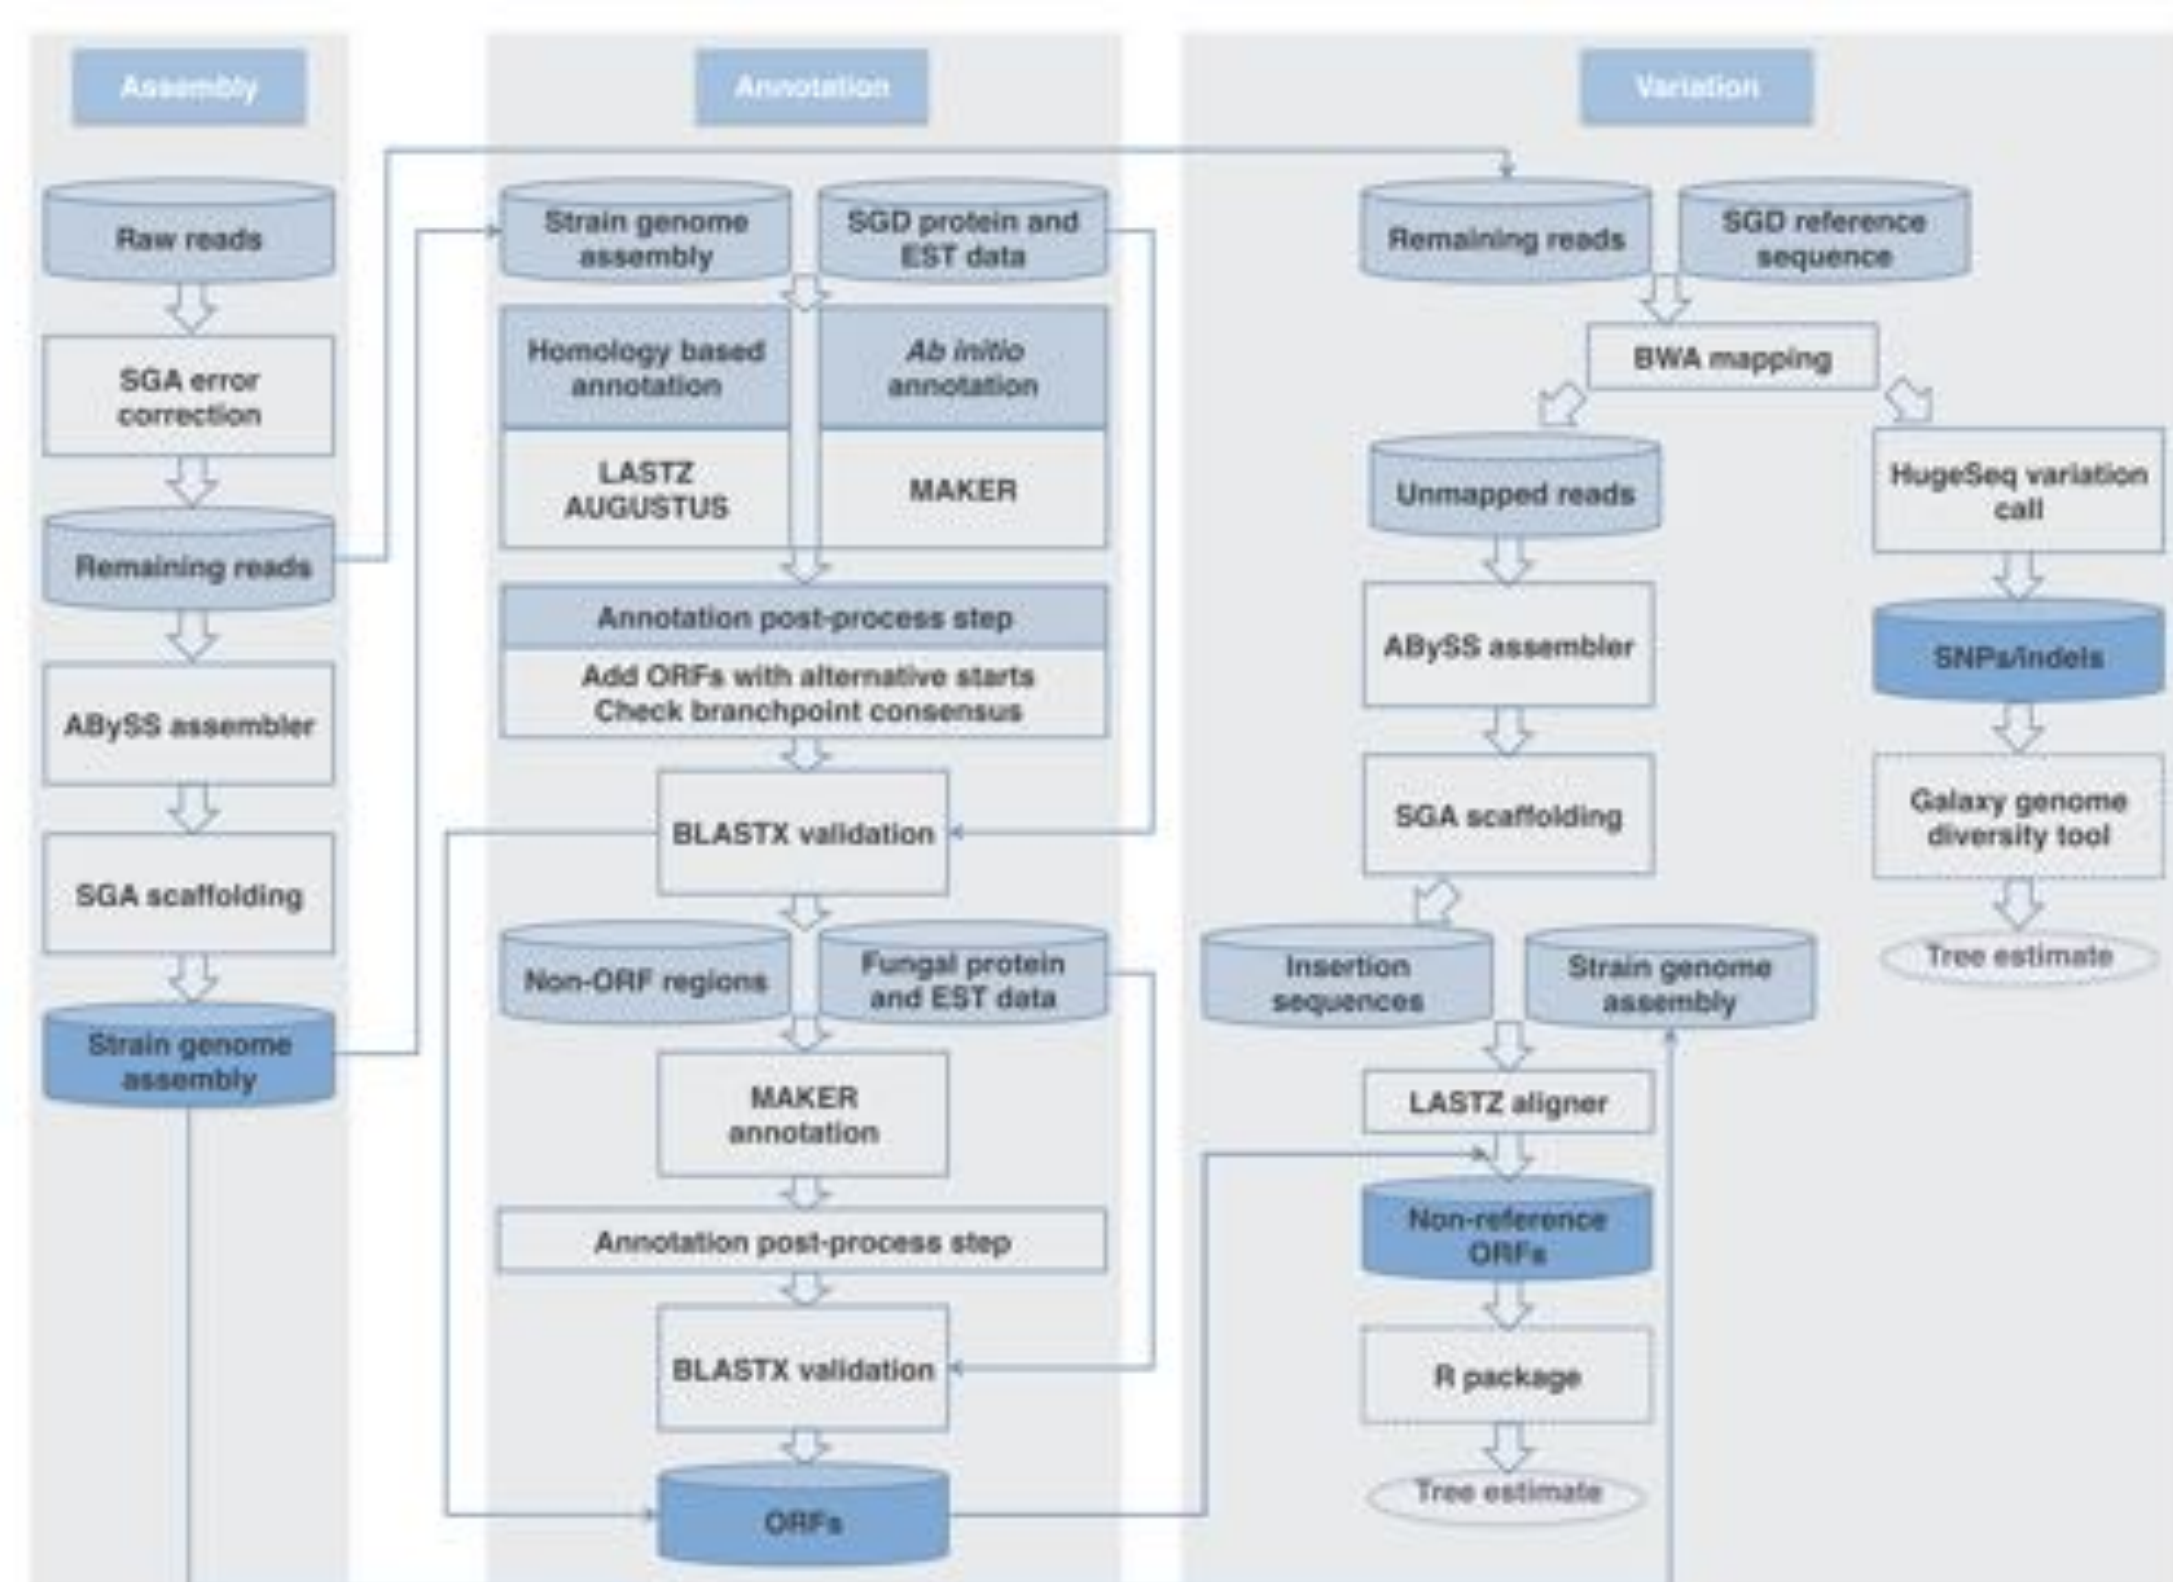 Assembly
Raw reads
SGA error
correction
Remaining reads
ABySS assembler
SGA scaffolding
Strain genome
assembly
Annotation
Strain genome
assembly
SGD protein and
EST data
Homology based
annotation
Ab initio
annotation
LASTZ
AUGUSTUS
MAKER
Annotation post-process step
Add ORFs with alternative starts
Check branchpoint consensus
BLASTX validation
Non-ORF regions
Fungal protein
and EST data
MAKER
annotation
Annotation post-process step
BLASTX validation
ORFs
Variation
Remaining reads
SGD reference
sequence
BWA mapping
Unmapped reads
HugeSeq variation
call
ABySS assembler
SNPs/indels
SGA scaffolding
Galaxy genome
diversity tool
Tree estimate
Insertion
sequences
Strain genome
assembly
LASTZ aligner
Non-reference
ORFs
R package
Tree estimate